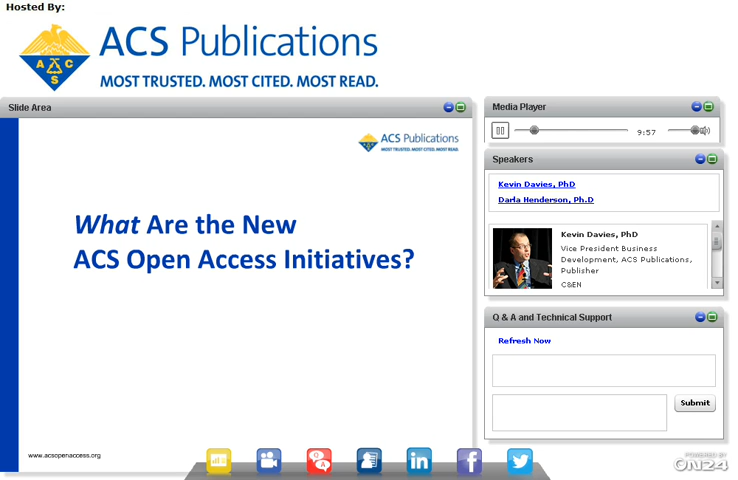 Hosted By:
ACS Publications
MOST TRUSTED. MOST CITED. MOST READ.
A C S
Slide Area
ACS Publications
MOST TRUSTED. MOST CITED. MOST READ.
What Are the New
ACS Open Access Initiatives?
www.acsopenaccess.org
Media Player
9:57
Speakers
Kevin Davies, PhD
Darla Henderson, Ph.D
Kevin Davies, PhD
Vice President Business
Development, ACS Publications,
Publisher
C&EN
Q & A and Technical Support
Refresh Now
Submit
Q
A
in
f
POWERED BY
ON24